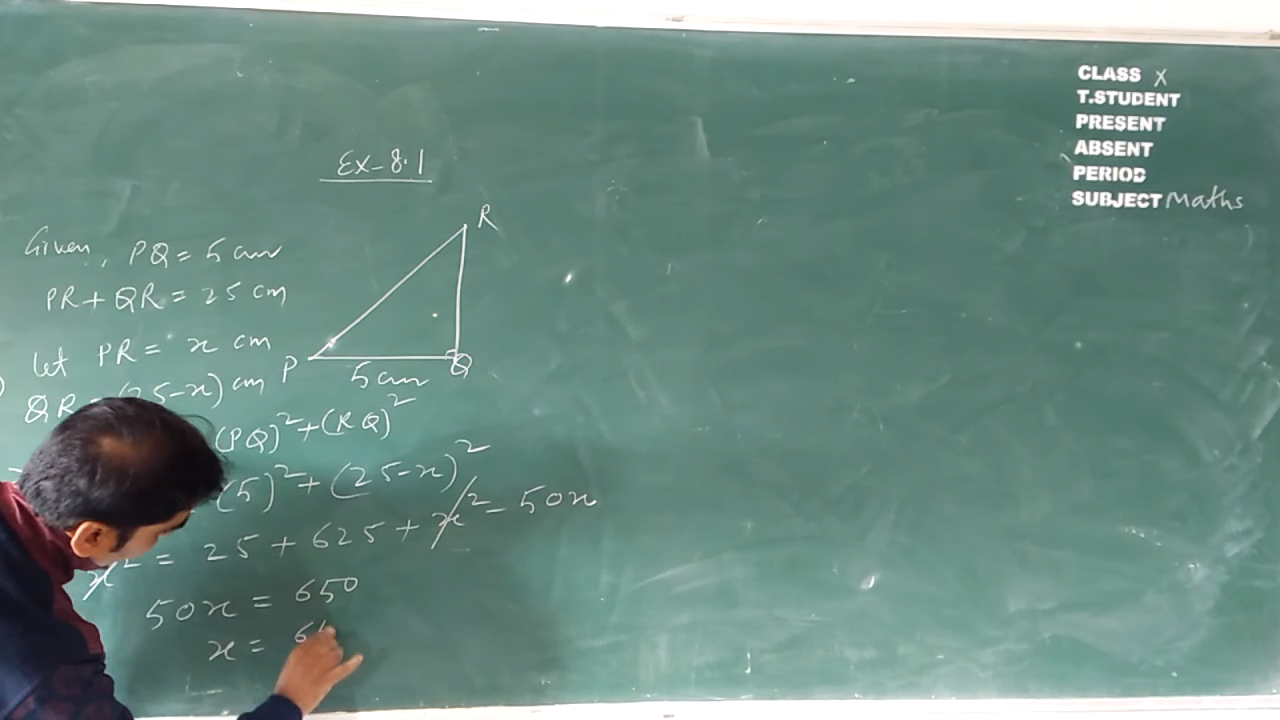 CLASS X
T.STUDENT
PRESENT
ABSENT
PERIOD
SUBJECT Maths
Ex-8.1
Given, PQ = 5 cm
PR + QR = 25 cm
Let PR = x cm
QR = (25-x) cm
R
P
Q
5 cm
(PQ)² + (RQ)²
(5)² + (25-x)²
x² = 25 + 625 + x² - 50x
50x = 650
x = 6